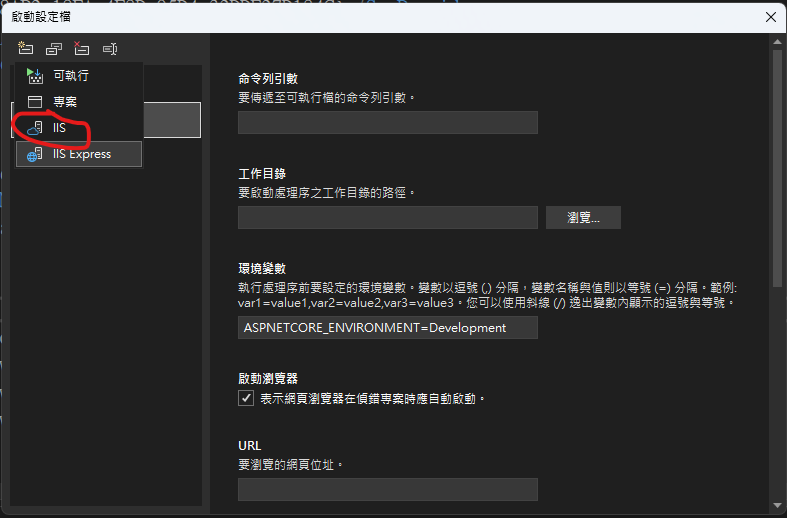 啟動設定檔
可執行
專案
IIS
IIS Express
命令列引數
要傳遞至可執行檔的命令列引數。
工作目錄
要啟動處理序之工作目錄的路徑。
瀏覽...
環境變數
執行處理序前要設定的環境變數。變數以逗號 (,) 分隔，變數名稱與值則以等號 (=) 分隔。範例:
var1=value1,var2=value2,var3=value3。您可以使用斜線 (/) 逸出變數內顯示的逗號與等號。
ASPNETCORE_ENVIRONMENT=Development
啟動瀏覽器
表示網頁瀏覽器在偵錯專案時應自動啟動。
URL
要瀏覽的網頁位址。